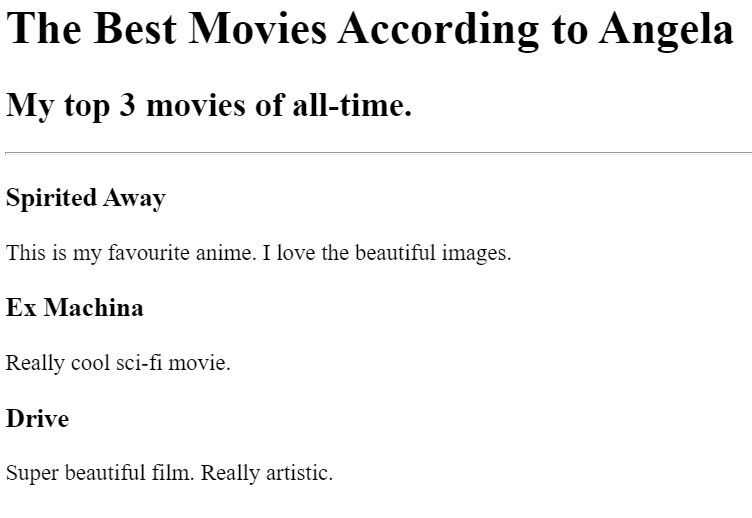 The Best Movies According to Angela
My top 3 movies of all-time.
Spirited Away
This is my favourite anime. I love the beautiful images.
Ex Machina
Really cool sci-fi movie.
Drive
Super beautiful film. Really artistic.